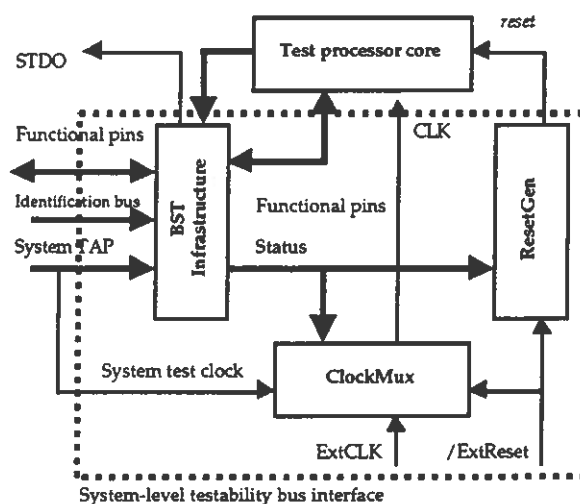 reset
Test processor core
STDO
CLK
Functional pins
BST
Infrastructure
ResetGen
Identification bus
Functional pins
System TAP
Status
System test clock
ClockMux
ExtCLK
/ExtReset
System-level testability bus interface